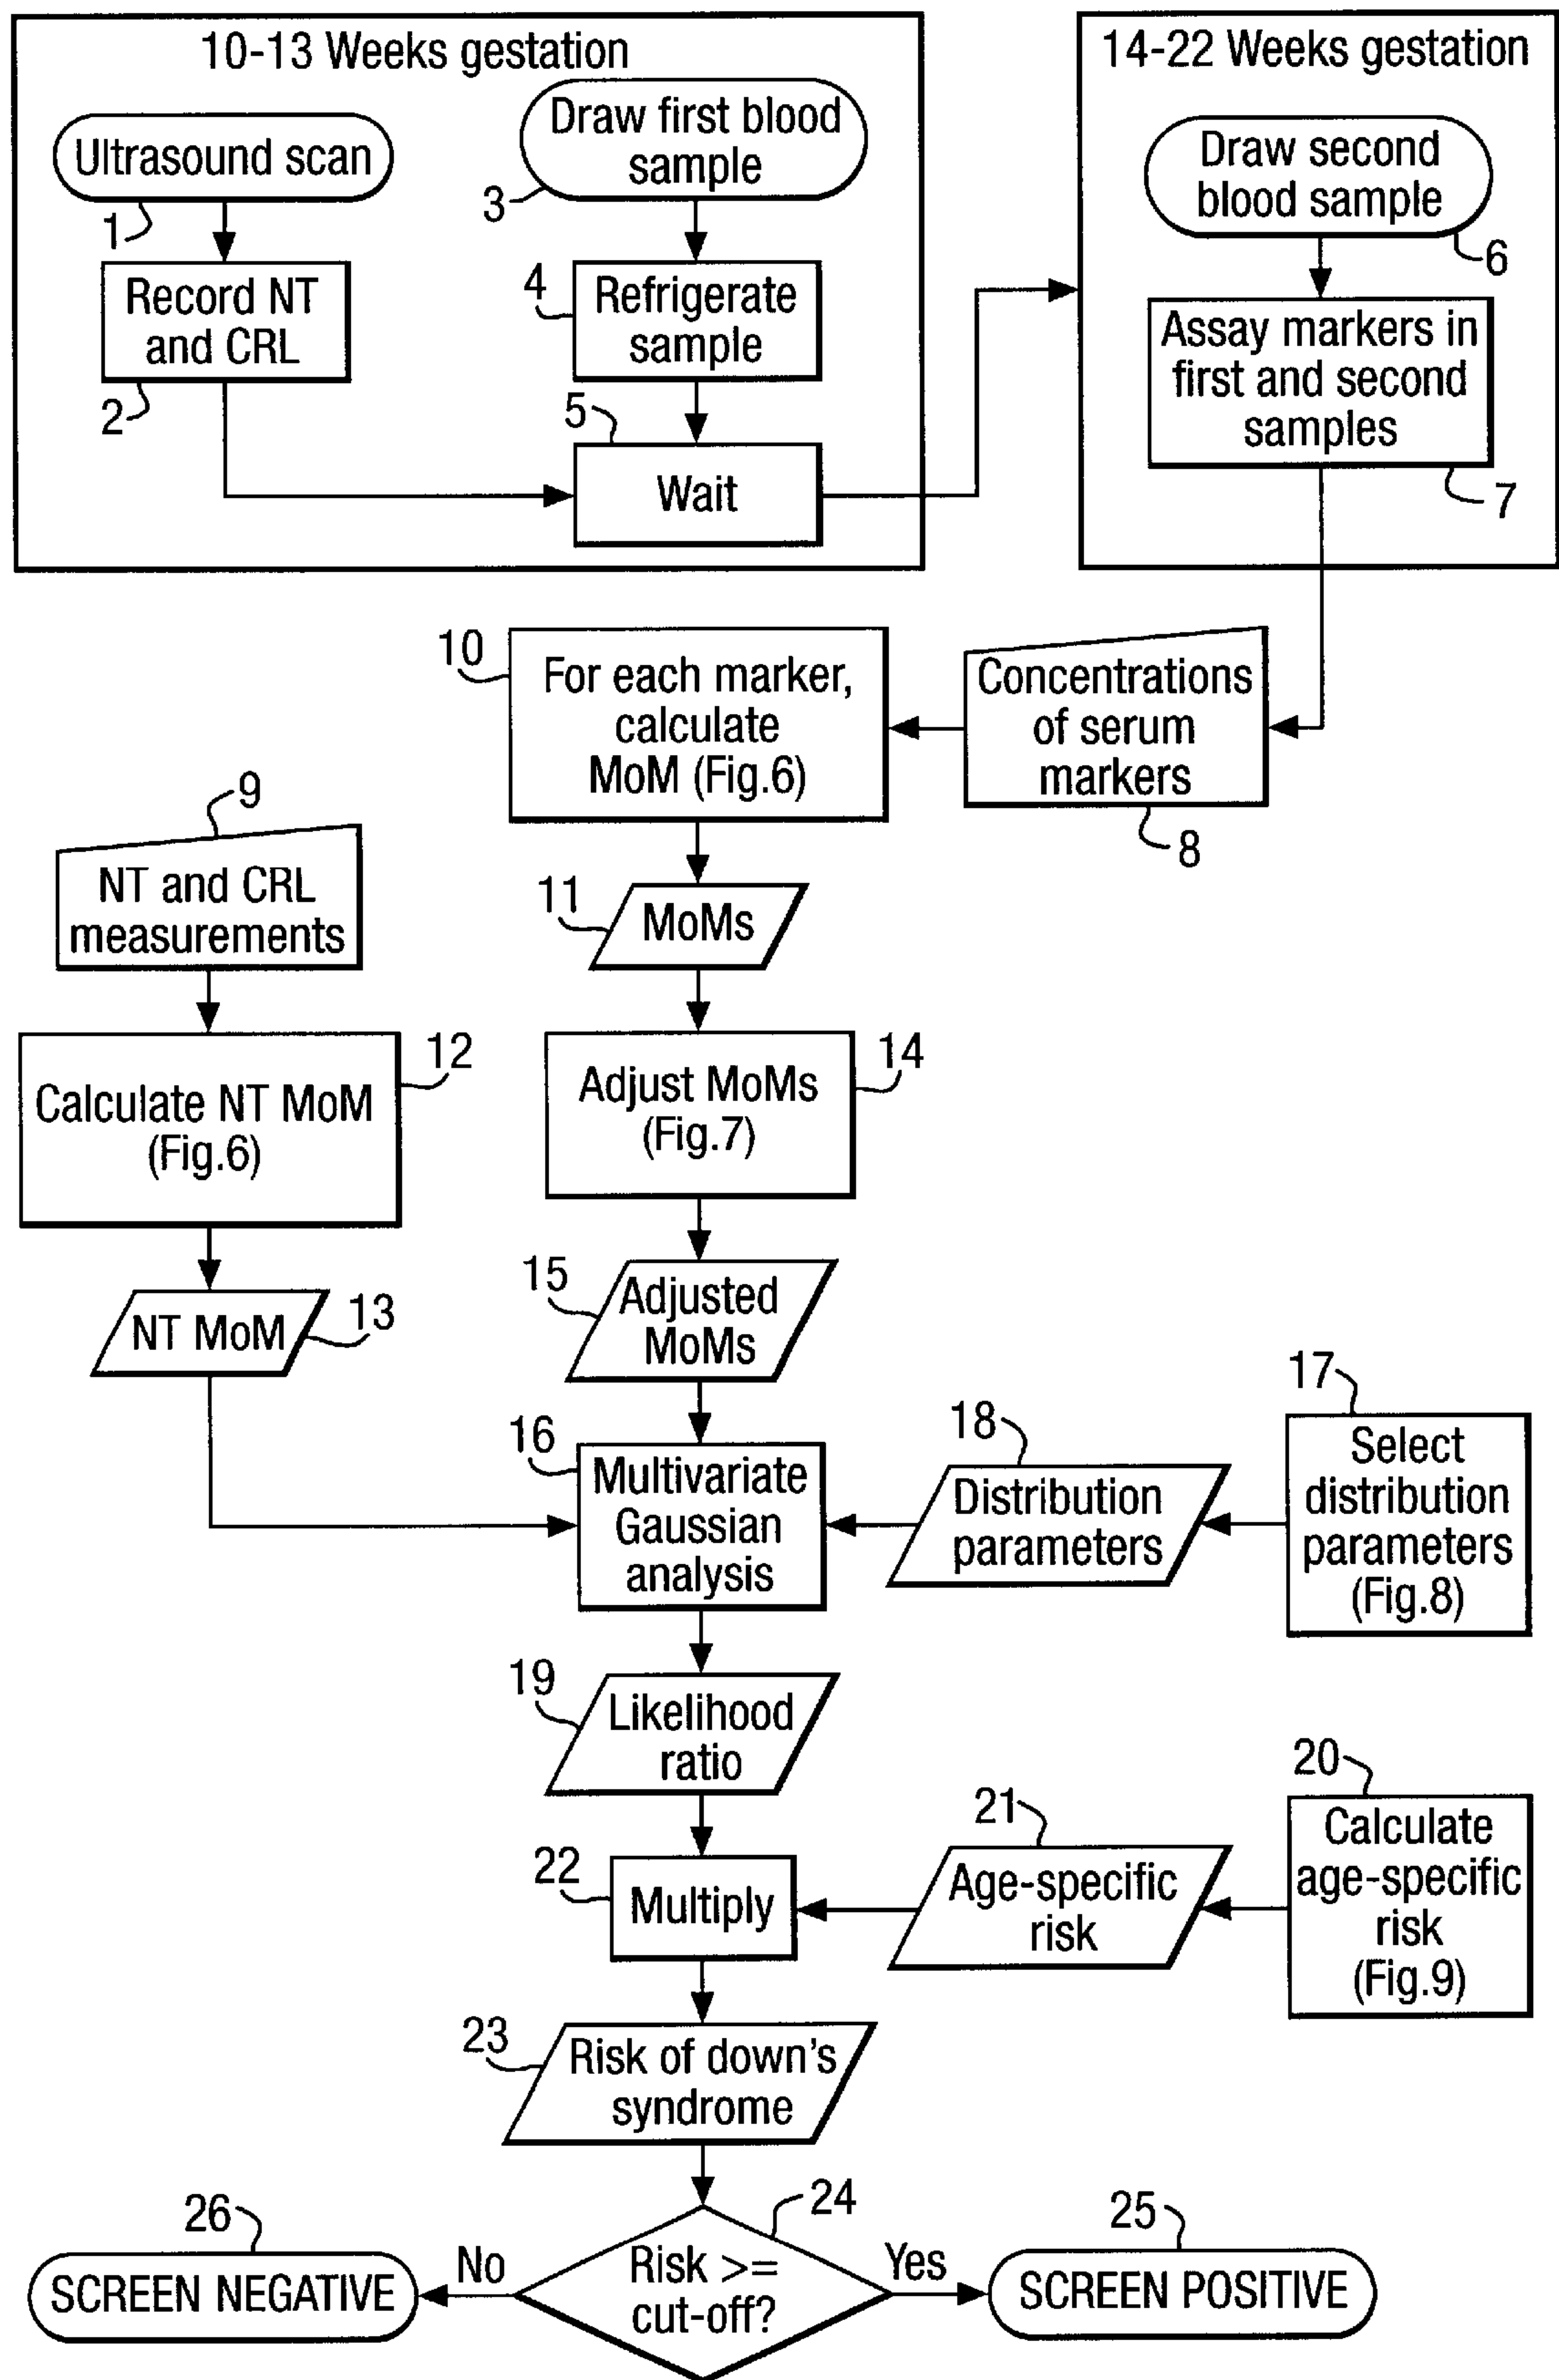 10-13 Weeks gestation
Ultrasound scan
1
Record NT
and CRL
2
Draw first blood
sample
3
4
Refrigerate
sample
5
Wait
14-22 Weeks gestation
Draw second
blood sample
6
Assay markers in
first and second
samples
7
10
For each marker,
calculate
MoM (Fig.6)
Concentrations
of serum
markers
8
9
NT and CRL
measurements
11
MoMs
12
Calculate NT MoM
(Fig.6)
14
Adjust MoMs
(Fig.7)
13
NT MoM
15
Adjusted
MoMs
16
Multivariate
Gaussian
analysis
18
Distribution
parameters
17
Select
distribution
parameters
(Fig.8)
19
Likelihood
ratio
20
Calculate
age-specific
risk
(Fig.9)
21
Age-specific
risk
22
Multiply
23
Risk of down's
syndrome
24
Risk >=
cut-off?
No
Yes
26
SCREEN NEGATIVE
25
SCREEN POSITIVE